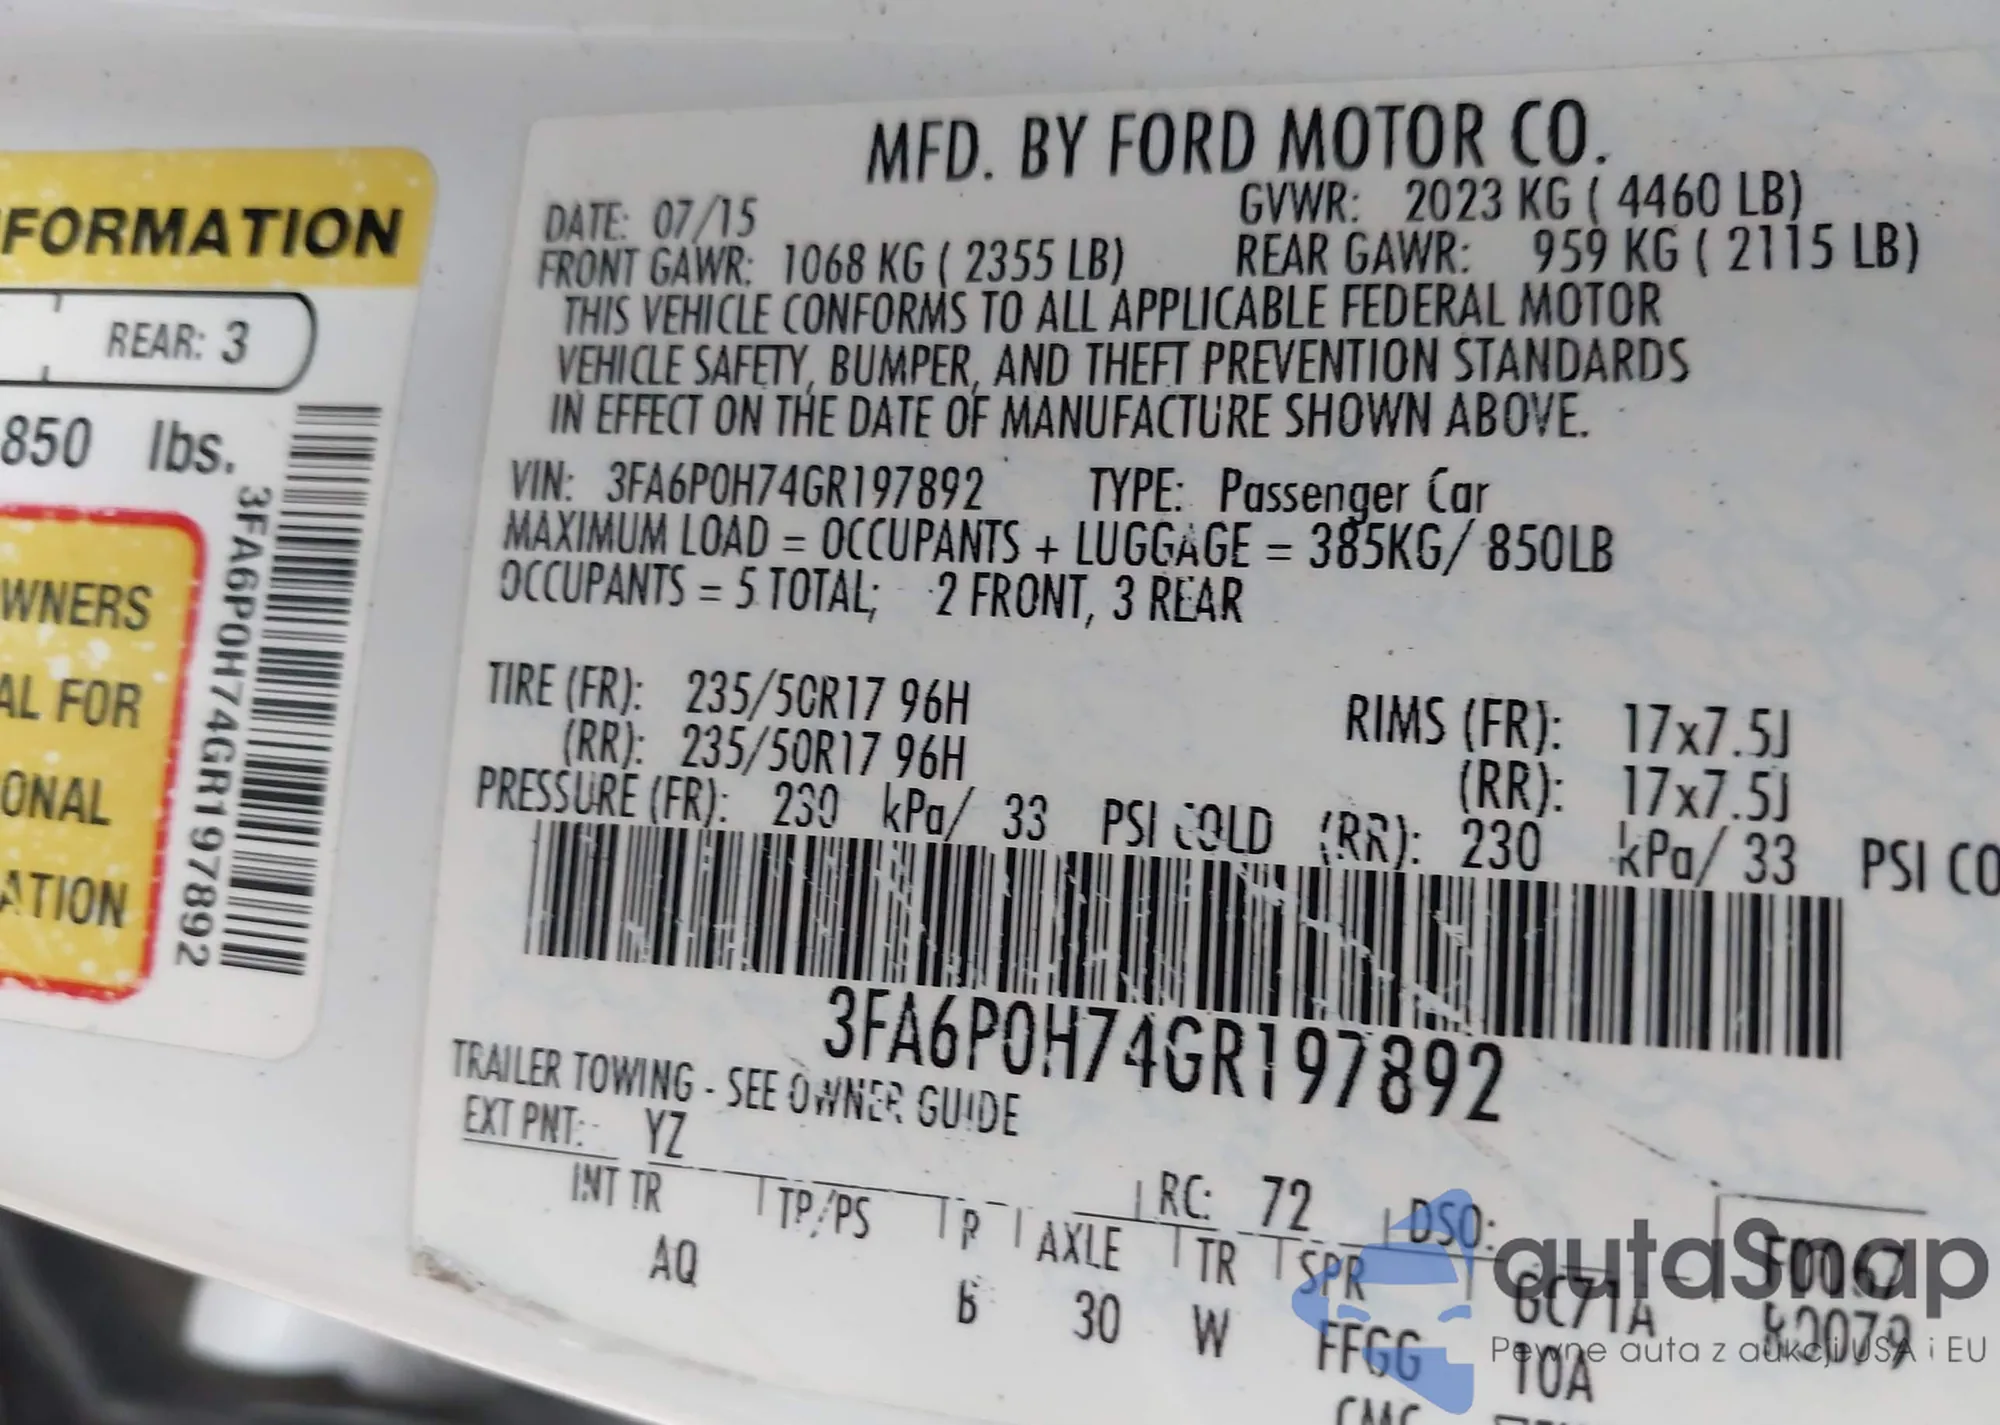 FORMATION
REAR: 3
850 lbs.
WNERS
AL FOR
ONAL
ATION
3FA6P0H74GR197892
MFD. BY FORD MOTOR CO.
DATE: 07/15 GVWR: 2023 KG ( 4460 LB)
FRONT GAWR: 1068 KG ( 2355 LB) REAR GAWR: 959 KG ( 2115 LB)
THIS VEHICLE CONFORMS TO ALL APPLICABLE FEDERAL MOTOR
VEHICLE SAFETY, BUMPER, AND THEFT PREVENTION STANDARDS
IN EFFECT ON THE DATE OF MANUFACTURE SHOWN ABOVE.
VIN: 3FA6P0H74GR197892 TYPE: Passenger Car
MAXIMUM LOAD = OCCUPANTS + LUGGAGE = 385KG/ 850LB
OCCUPANTS = 5 TOTAL; 2 FRONT, 3 REAR
TIRE (FR): 235/50R17 96H RIMS (FR): 17x7.5J
(RR): 235/50R17 96H (RR): 17x7.5J
PRESSURE (FR): 230 kPa/ 33 PSI COLD (RR): 230 kPa/ 33 PSI CO
3FA6P0H74GR197892
TRAILER TOWING - SEE OWNER GUIDE
EXT PNT: YZ RC: 72 DSO:
INT TR TP/PS R AXLE TR SPR
AQ B 30 W FFGG GC71A
10A
autaSnap
Pewne auta z aukcji USA i EU